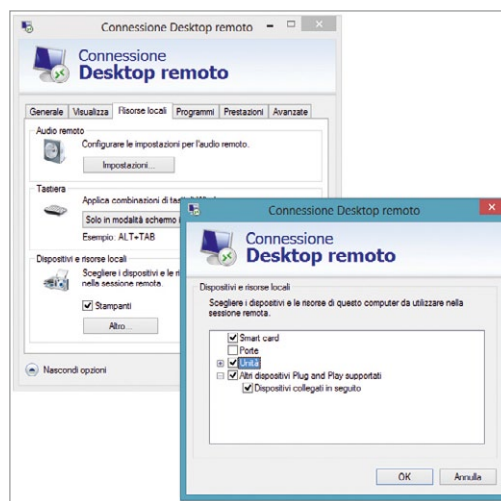 Connessione Desktop remoto
Connessione
Desktop remoto
Generale Visualizza Risorse locali Programmi Prestazioni Avanzate
Audio remoto
Configurare le impostazioni per l'audio remoto.
Impostazioni...
Tastiera
Applica combinazioni di
Solo in modalità schermo
Esempio: ALT+TAB
Dispositivi e risorse locali
Scegliere i dispositivi e le
nella sessione remota.
Stampanti
Altro...
Nascondi opzioni
Connessione Desktop remoto
Connessione
Desktop remoto
Dispositivi e risorse locali
Scegliere i dispositivi e le risorse di questo computer da utilizzare nella
sessione remota.
Smart card
Porte
Unità
Altri dispositivi Plug and Play supportati
Dispositivi collegati in seguito
OK Annulla